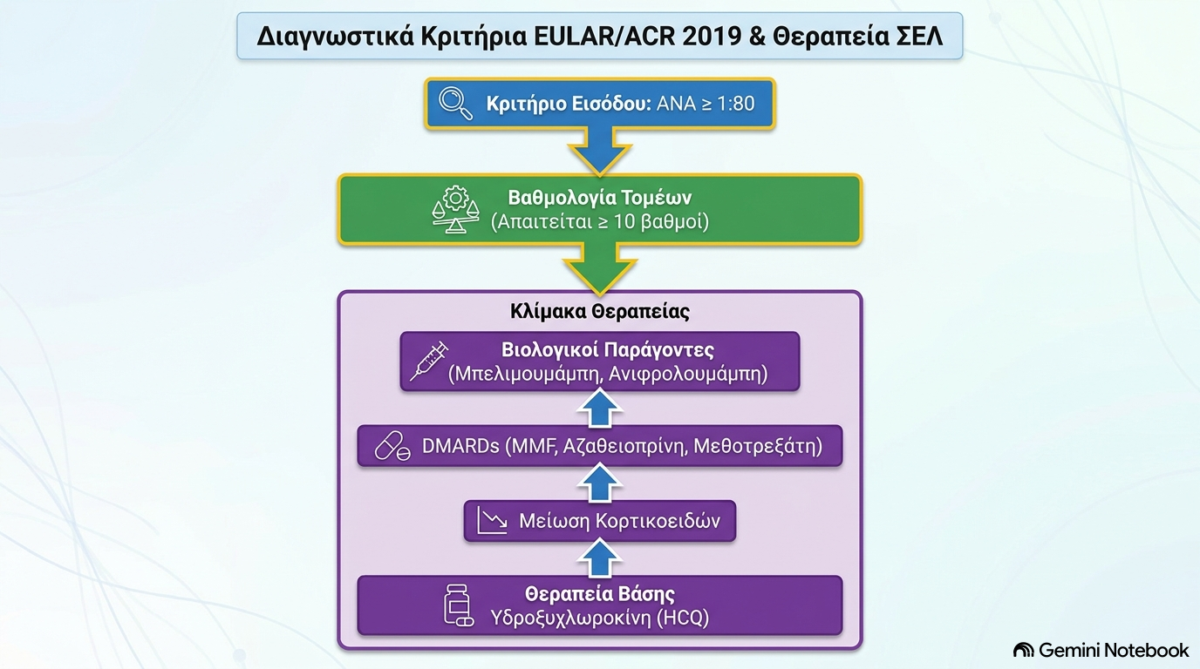 Διαγνωστικά Κριτήρια EULAR/ACR 2019 & Θεραπεία ΣΕΛ
Κριτήριο Εισόδου: ANA ≥ 1:80
Βαθμολογία Τομέων
(Απαιτείται ≥ 10 βαθμοί)
Κλίμακα Θεραπείας
Βιολογικοί Παράγοντες
(Μπελιμουμάμπη, Ανιφρολουμάμπη)
DMARDs (MMF, Αζαθειοπρίνη, Μεθοτρεξάτη)
Μείωση Κορτικοειδών
Θεραπεία Βάσης
Υδροξυχλωροκίνη (HCQ)
Gemini Notebook